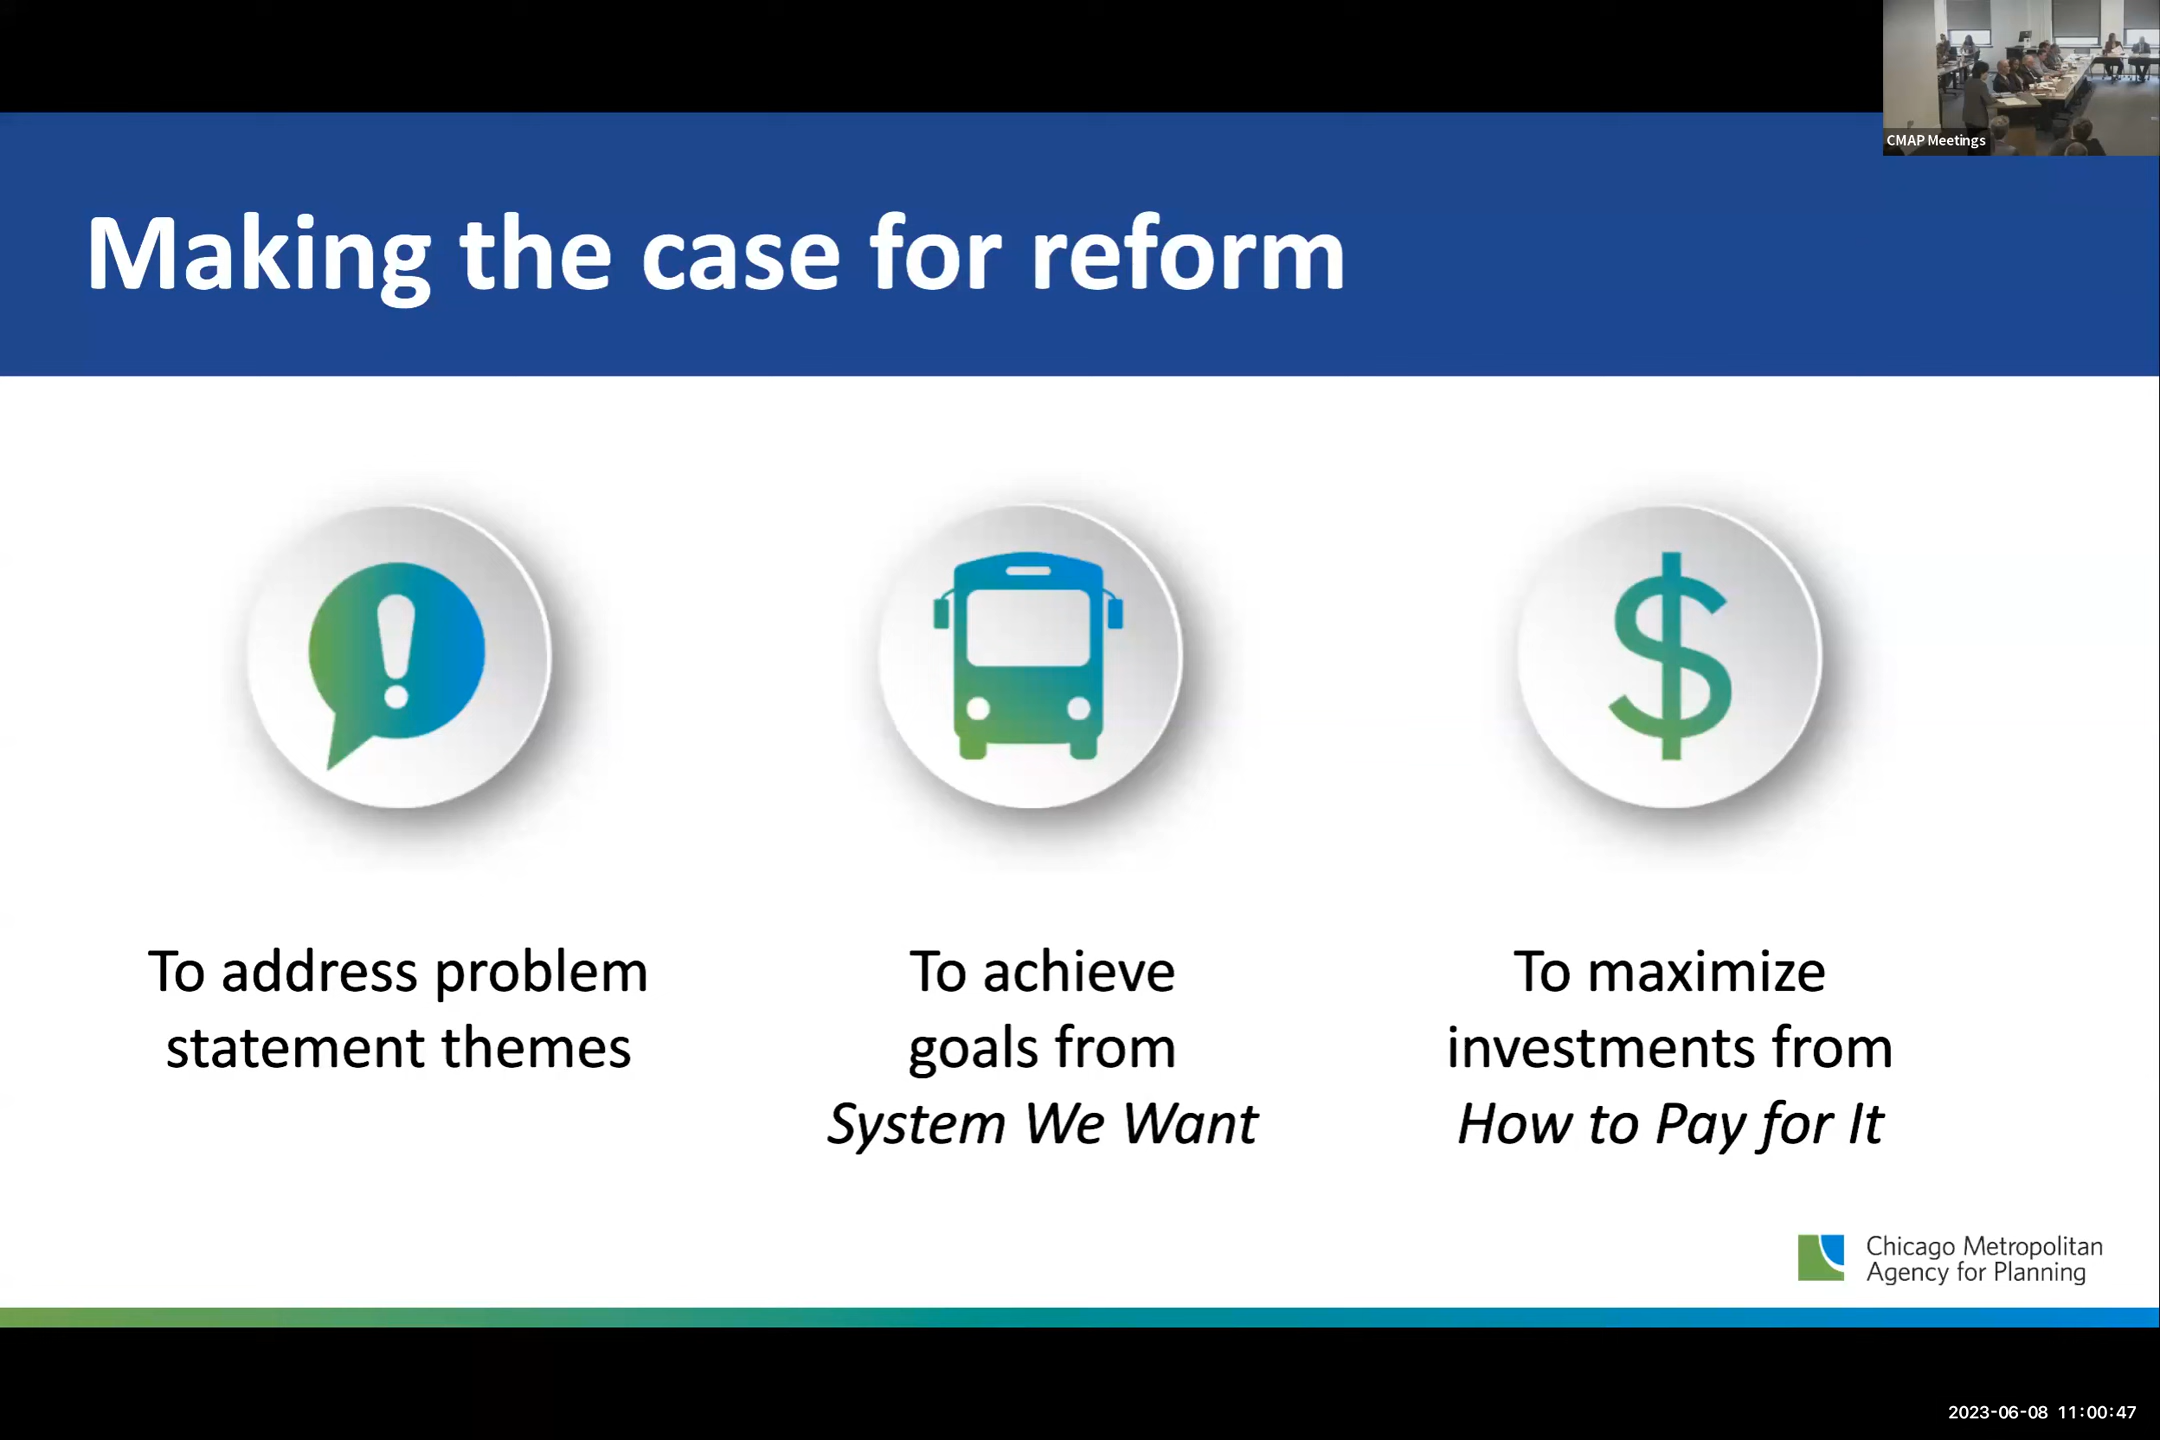 CMAP Meetings
Making the case for reform
To address problem
statement themes
To achieve
goals from
System We Want
To maximize
investments from
How to Pay for It
Chicago Metropolitan
Agency for Planning
2023-06-08 11:00:47